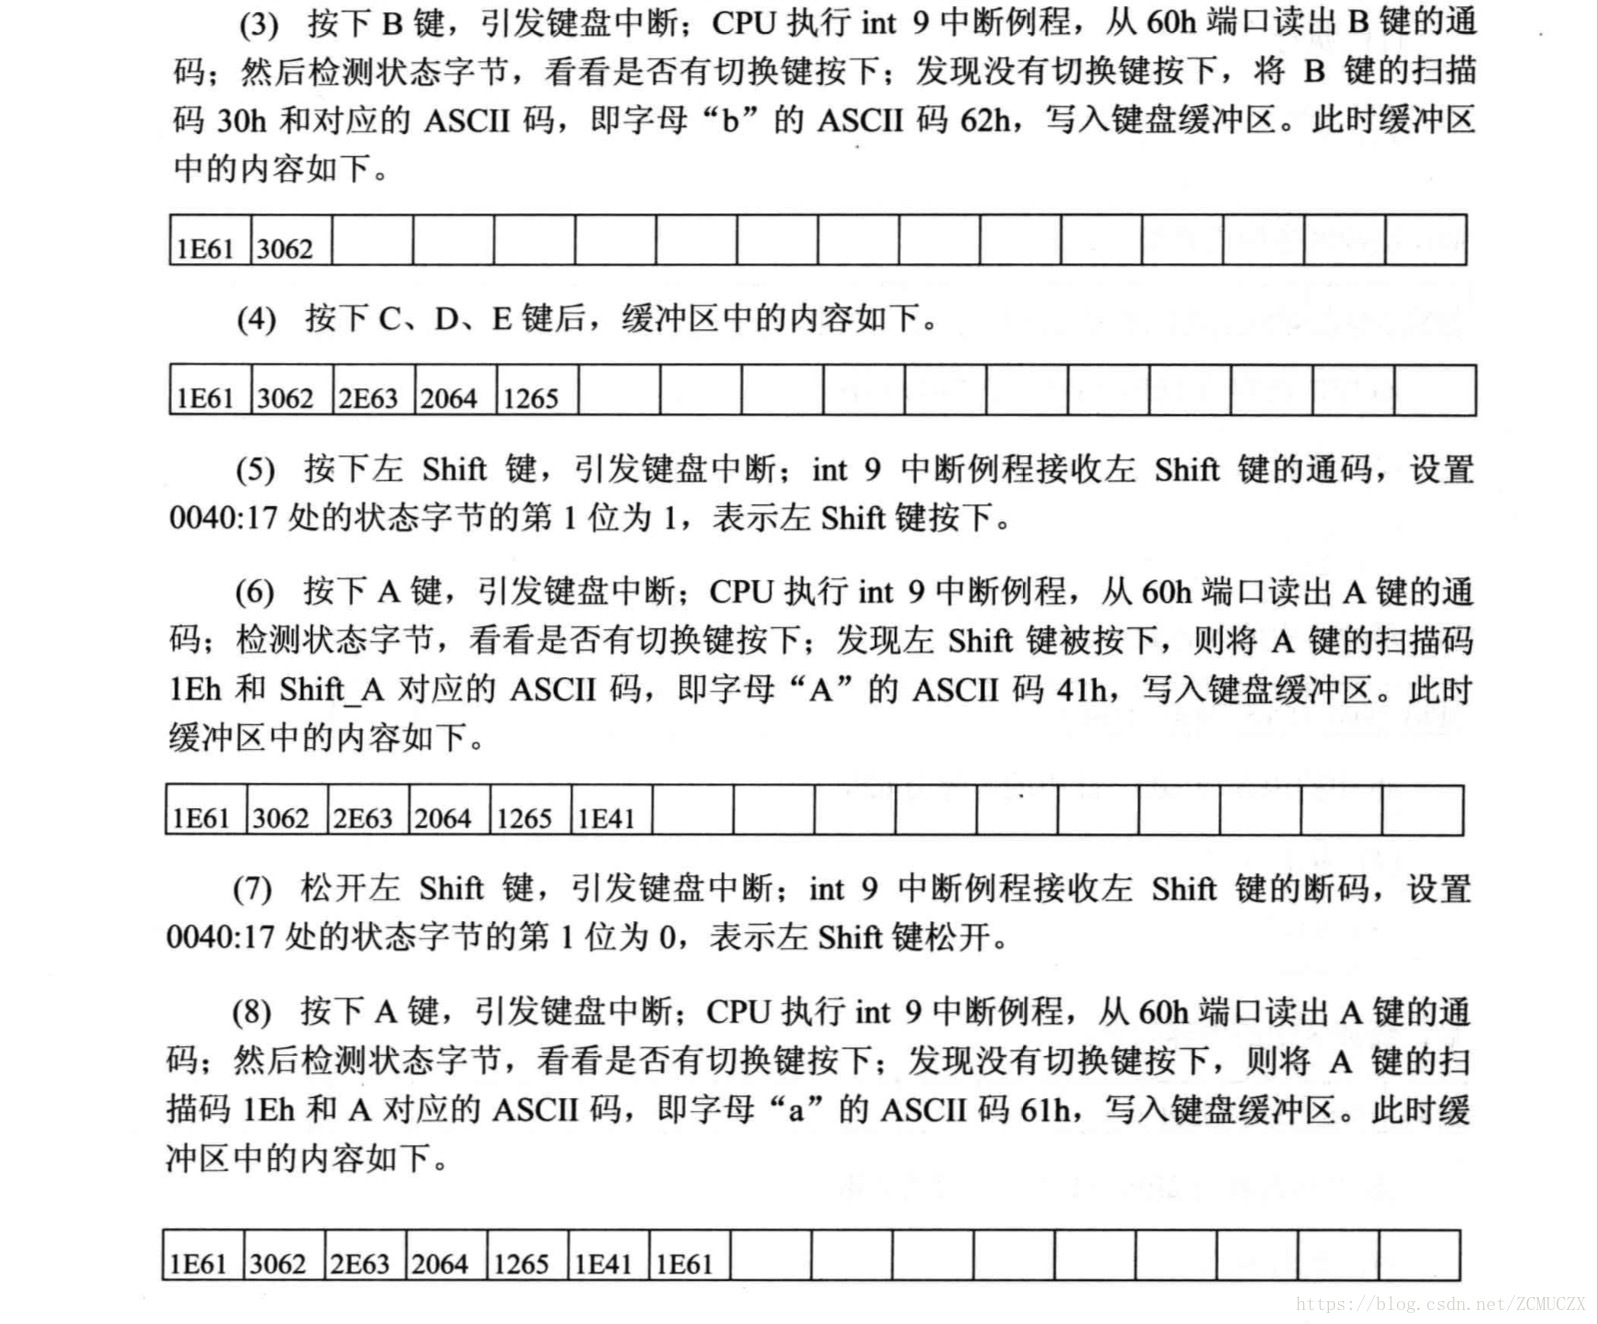 (3) 按下 B 键，引发键盘中断；CPU 执行 int 9 中断例程，从 60h 端口读出 B 键的通
码；然后检测状态字节，看看是否有切换键按下；发现没有切换键按下，将 B 键的扫描
码 30h 和对应的 ASCII 码，即字母“b”的 ASCII 码 62h，写入键盘缓冲区。此时缓冲区
中的内容如下。
1E61 3062
(4) 按下 C、D、E 键后，缓冲区中的内容如下。
1E61 3062 2E63 2064 1265
(5) 按下左 Shift 键，引发键盘中断；int 9 中断例程接收左 Shift 键的通码，设置
0040:17 处的状态字节的第 1 位为 1，表示左 Shift 键按下。
(6) 按下 A 键，引发键盘中断；CPU 执行 int 9 中断例程，从 60h 端口读出 A 键的通
码；检测状态字节，看看是否有切换键按下；发现左 Shift 键被按下，则将 A 键的扫描码
1Eh 和 Shift_A 对应的 ASCII 码，即字母“A”的 ASCII 码 41h，写入键盘缓冲区。此时
缓冲区中的内容如下。
1E61 3062 2E63 2064 1265 1E41
(7) 松开左 Shift 键，引发键盘中断；int 9 中断例程接收左 Shift 键的断码，设置
0040:17 处的状态字节的第 1 位为 0，表示左 Shift 键松开。
(8) 按下 A 键，引发键盘中断；CPU 执行 int 9 中断例程，从 60h 端口读出 A 键的通
码；然后检测状态字节，看看是否有切换键按下；发现没有切换键按下，则将 A 键的扫
描码 1Eh 和 A 对应的 ASCII 码，即字母“a”的 ASCII 码 61h，写入键盘缓冲区。此时缓
冲区中的内容如下。
1E61 3062 2E63 2064 1265 1E41 1E61
https://blog.csdn.net/ZCMUCZX